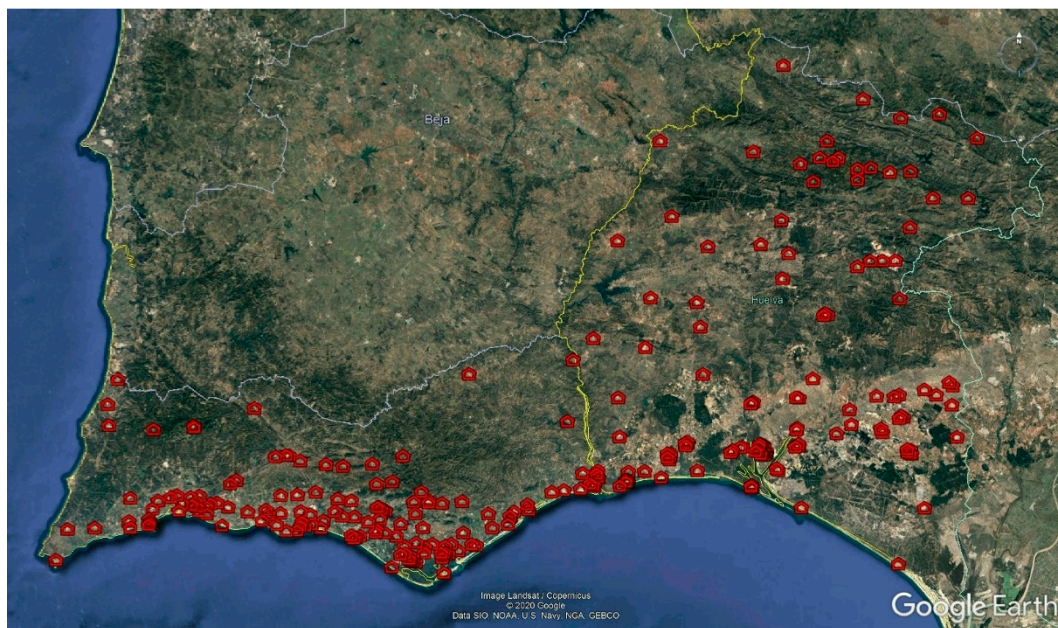 N
Beja
Huelva
Image Landsat / Copernicus
© 2020 Google
Data SIO, NOAA, U.S. Navy, NGA, GEBCO
Google Earth